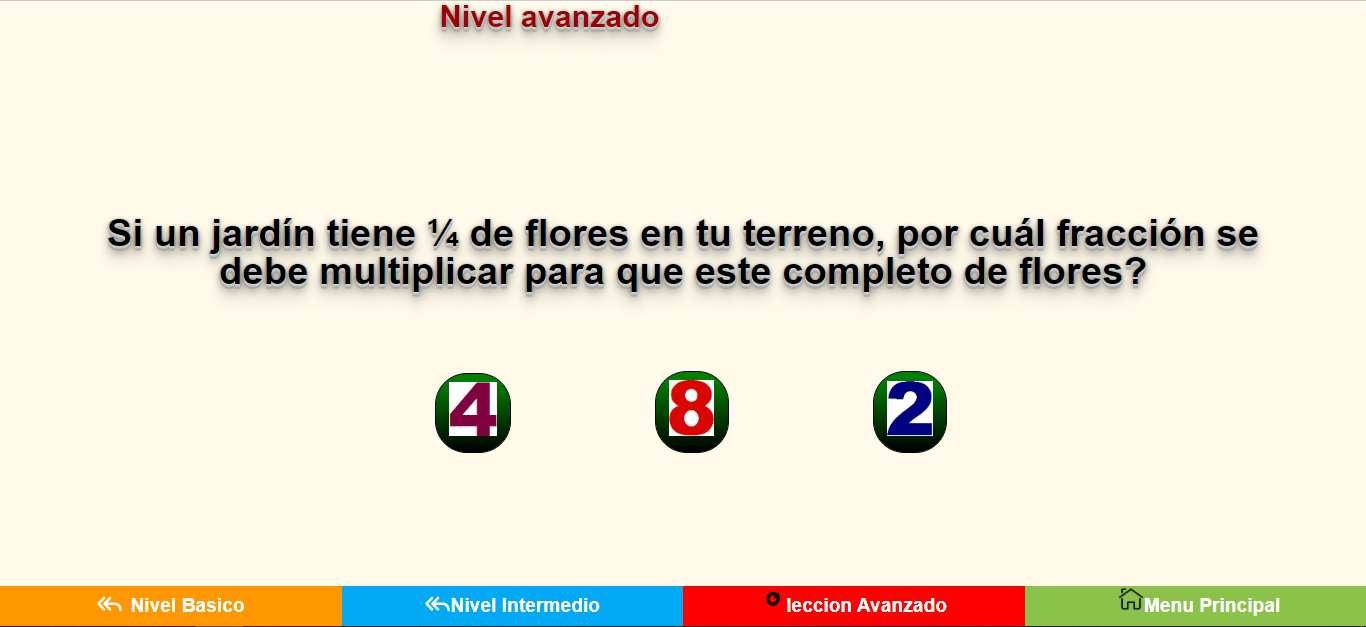 Nivel avanzado
Si un jardín tiene ¼ de flores en tu terreno, por cuál fracción se
debe multiplicar para que este completo de flores?
4 8 2
Nivel Basico Nivel Intermedio leccion Avanzado Menu Principal